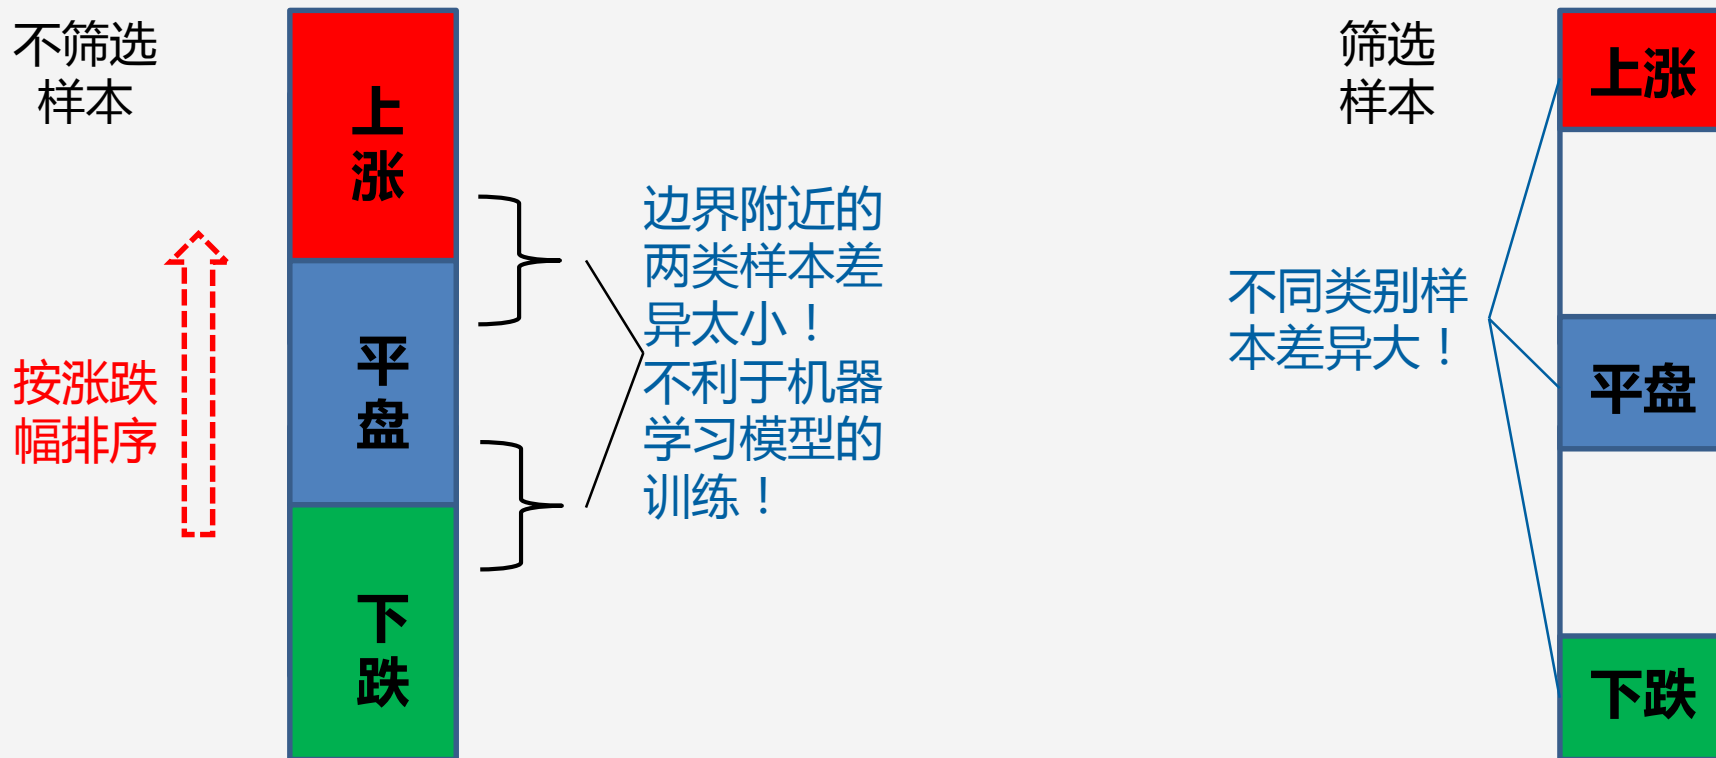 不筛选
样本
上
涨
平
盘
下
跌
按涨跌
幅排序
边界附近的
两类样本差
异太小！
不利于机器
学习模型的
训练！
筛选
样本
不同类别样
本差异大！
上涨
平盘
下跌